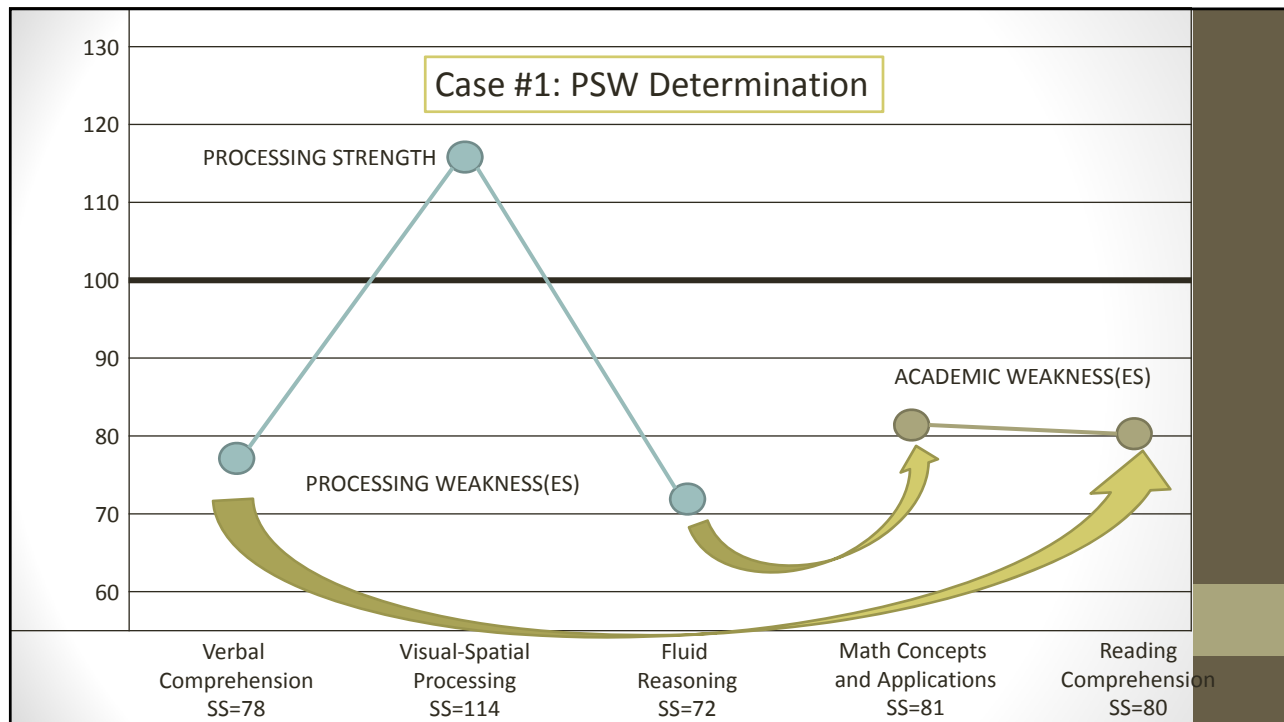 Case #1: PSW Determination
130
120
110
100
90
80
70
60
PROCESSING STRENGTH
ACADEMIC WEAKNESS(ES)
PROCESSING WEAKNESS(ES)
Verbal
Comprehension
SS=78
Visual-Spatial
Processing
SS=114
Fluid
Reasoning
SS=72
Math Concepts
and Applications
SS=81
Reading
Comprehension
SS=80